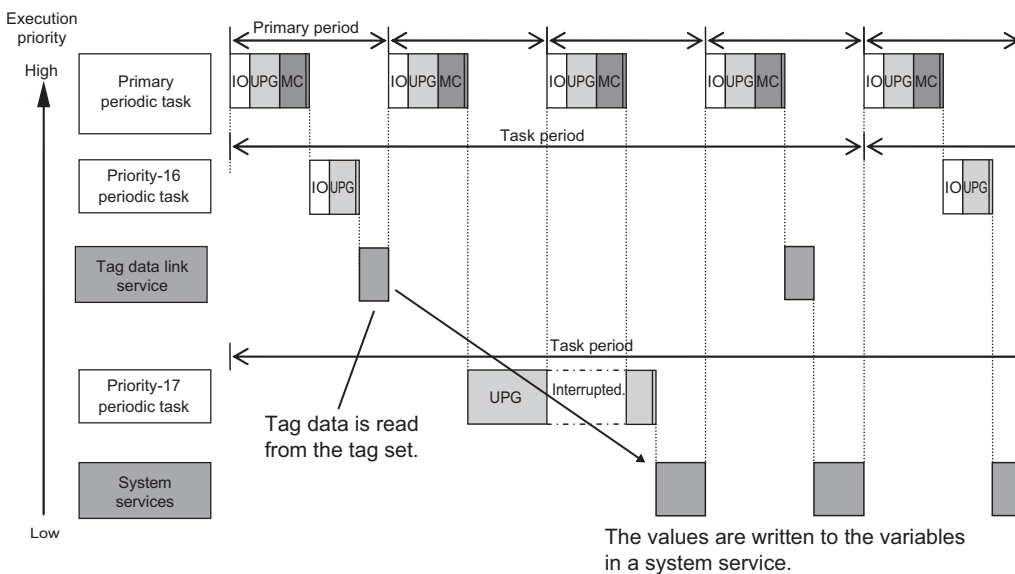 Execution
priority
High
Primary period
Primary
periodic task
IO UPG MC
IO UPG MC
IO UPG MC
IO UPG MC
IO UPG MC
Task period
Priority-16
periodic task
IO UPG
IO UPG
Tag data link
service
Task period
Priority-17
periodic task
UPG
Interrupted.
Tag data is read
from the tag set.
System
services
Low
The values are written to the variables
in a system service.